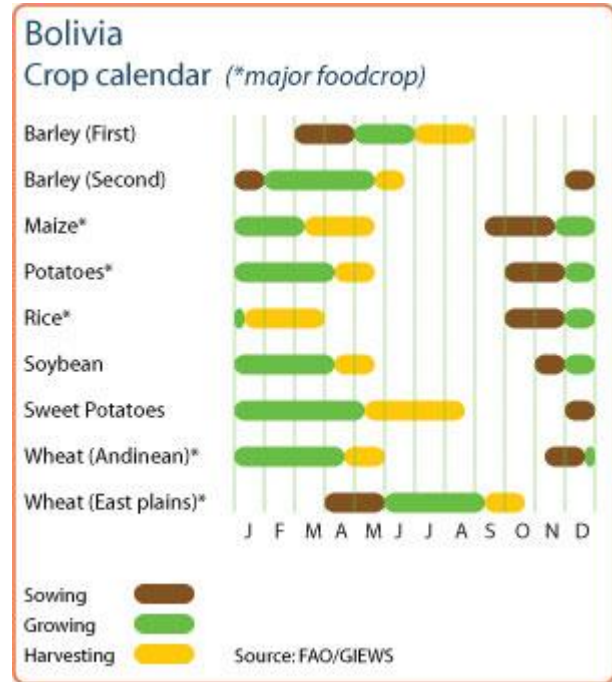 Bolivia
Crop calendar (*major foodcrop)
Barley (First)
Barley (Second)
Maize*
Potatoes*
Rice*
Soybean
Sweet Potatoes
Wheat (Andinean)*
Wheat (East plains)*
J F M A M J J A S O N D
Sowing
Growing
Harvesting Source: FAO/GIEWS